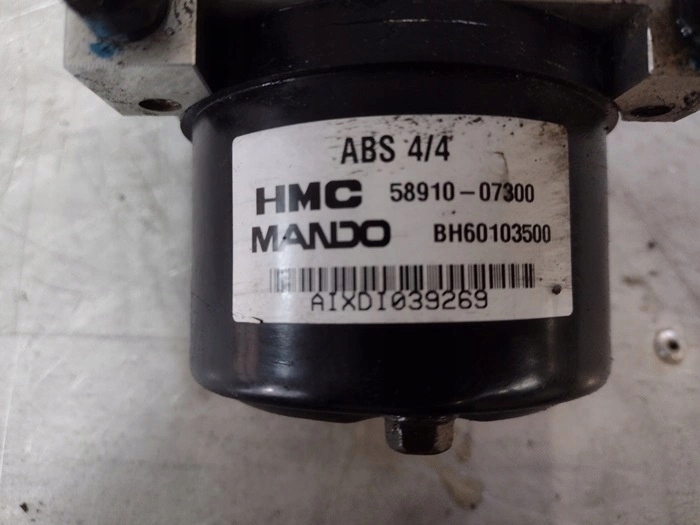 ABS 4/4
HMC 58910-07300
MANDO BH60103500
AIXDI039269